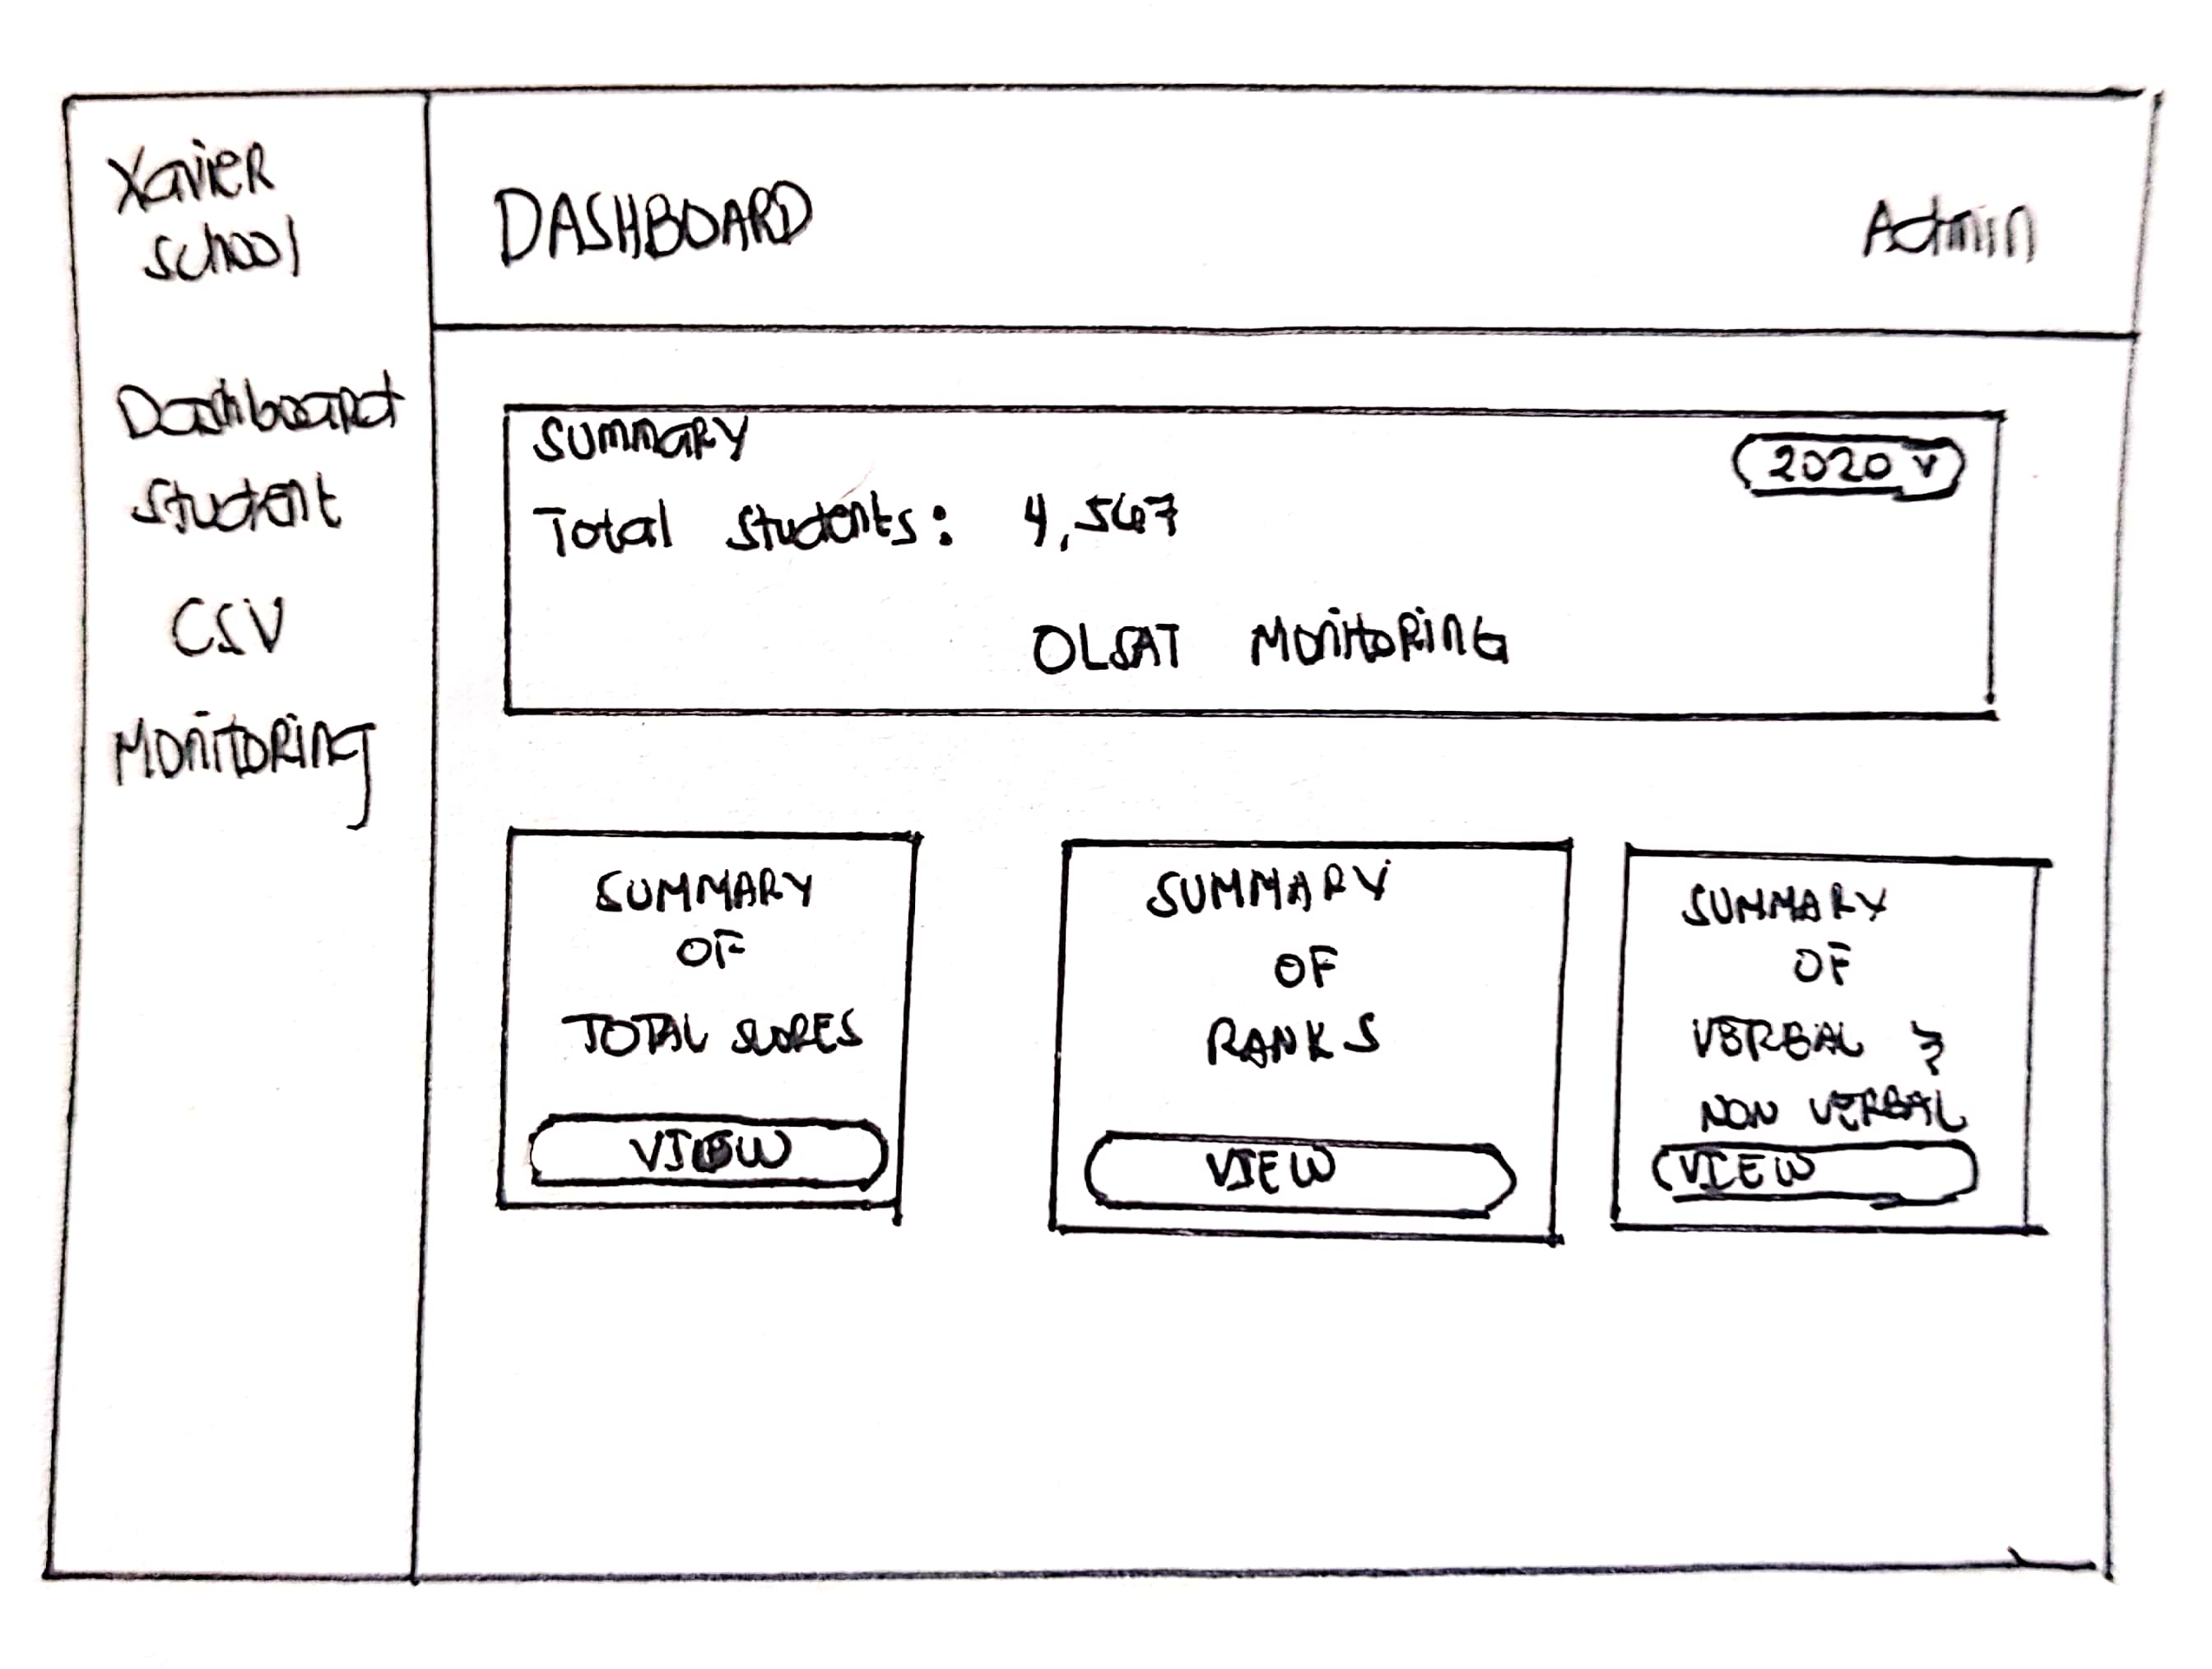 Xavier
School
Dashboard
Student
CSV
Monitoring
DASHBOARD
Admin
Summary
2020 v
Total Students: 4,567
OLSAT Monitoring
SUMMARY
OF
TOTAL SCORES
VIEW
SUMMARY
OF
RANKS
VIEW
SUMMARY
OF
VERBAL &
NON VERBAL
VIEW